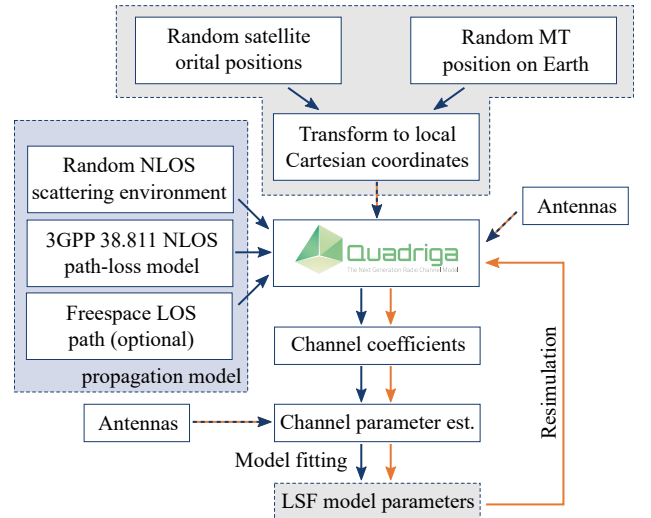 Random satellite
orital positions
Random MT
position on Earth
Transform to local
Cartesian coordinates
Random NLOS
scattering environment
3GPP 38.811 NLOS
path-loss model
Freespace LOS
path (optional)
propagation model
Antennas
Quadriga
The Next Generation Radio Channel Model
Channel coefficients
Resimulation
Antennas
Channel parameter est.
Model fitting
LSF model parameters